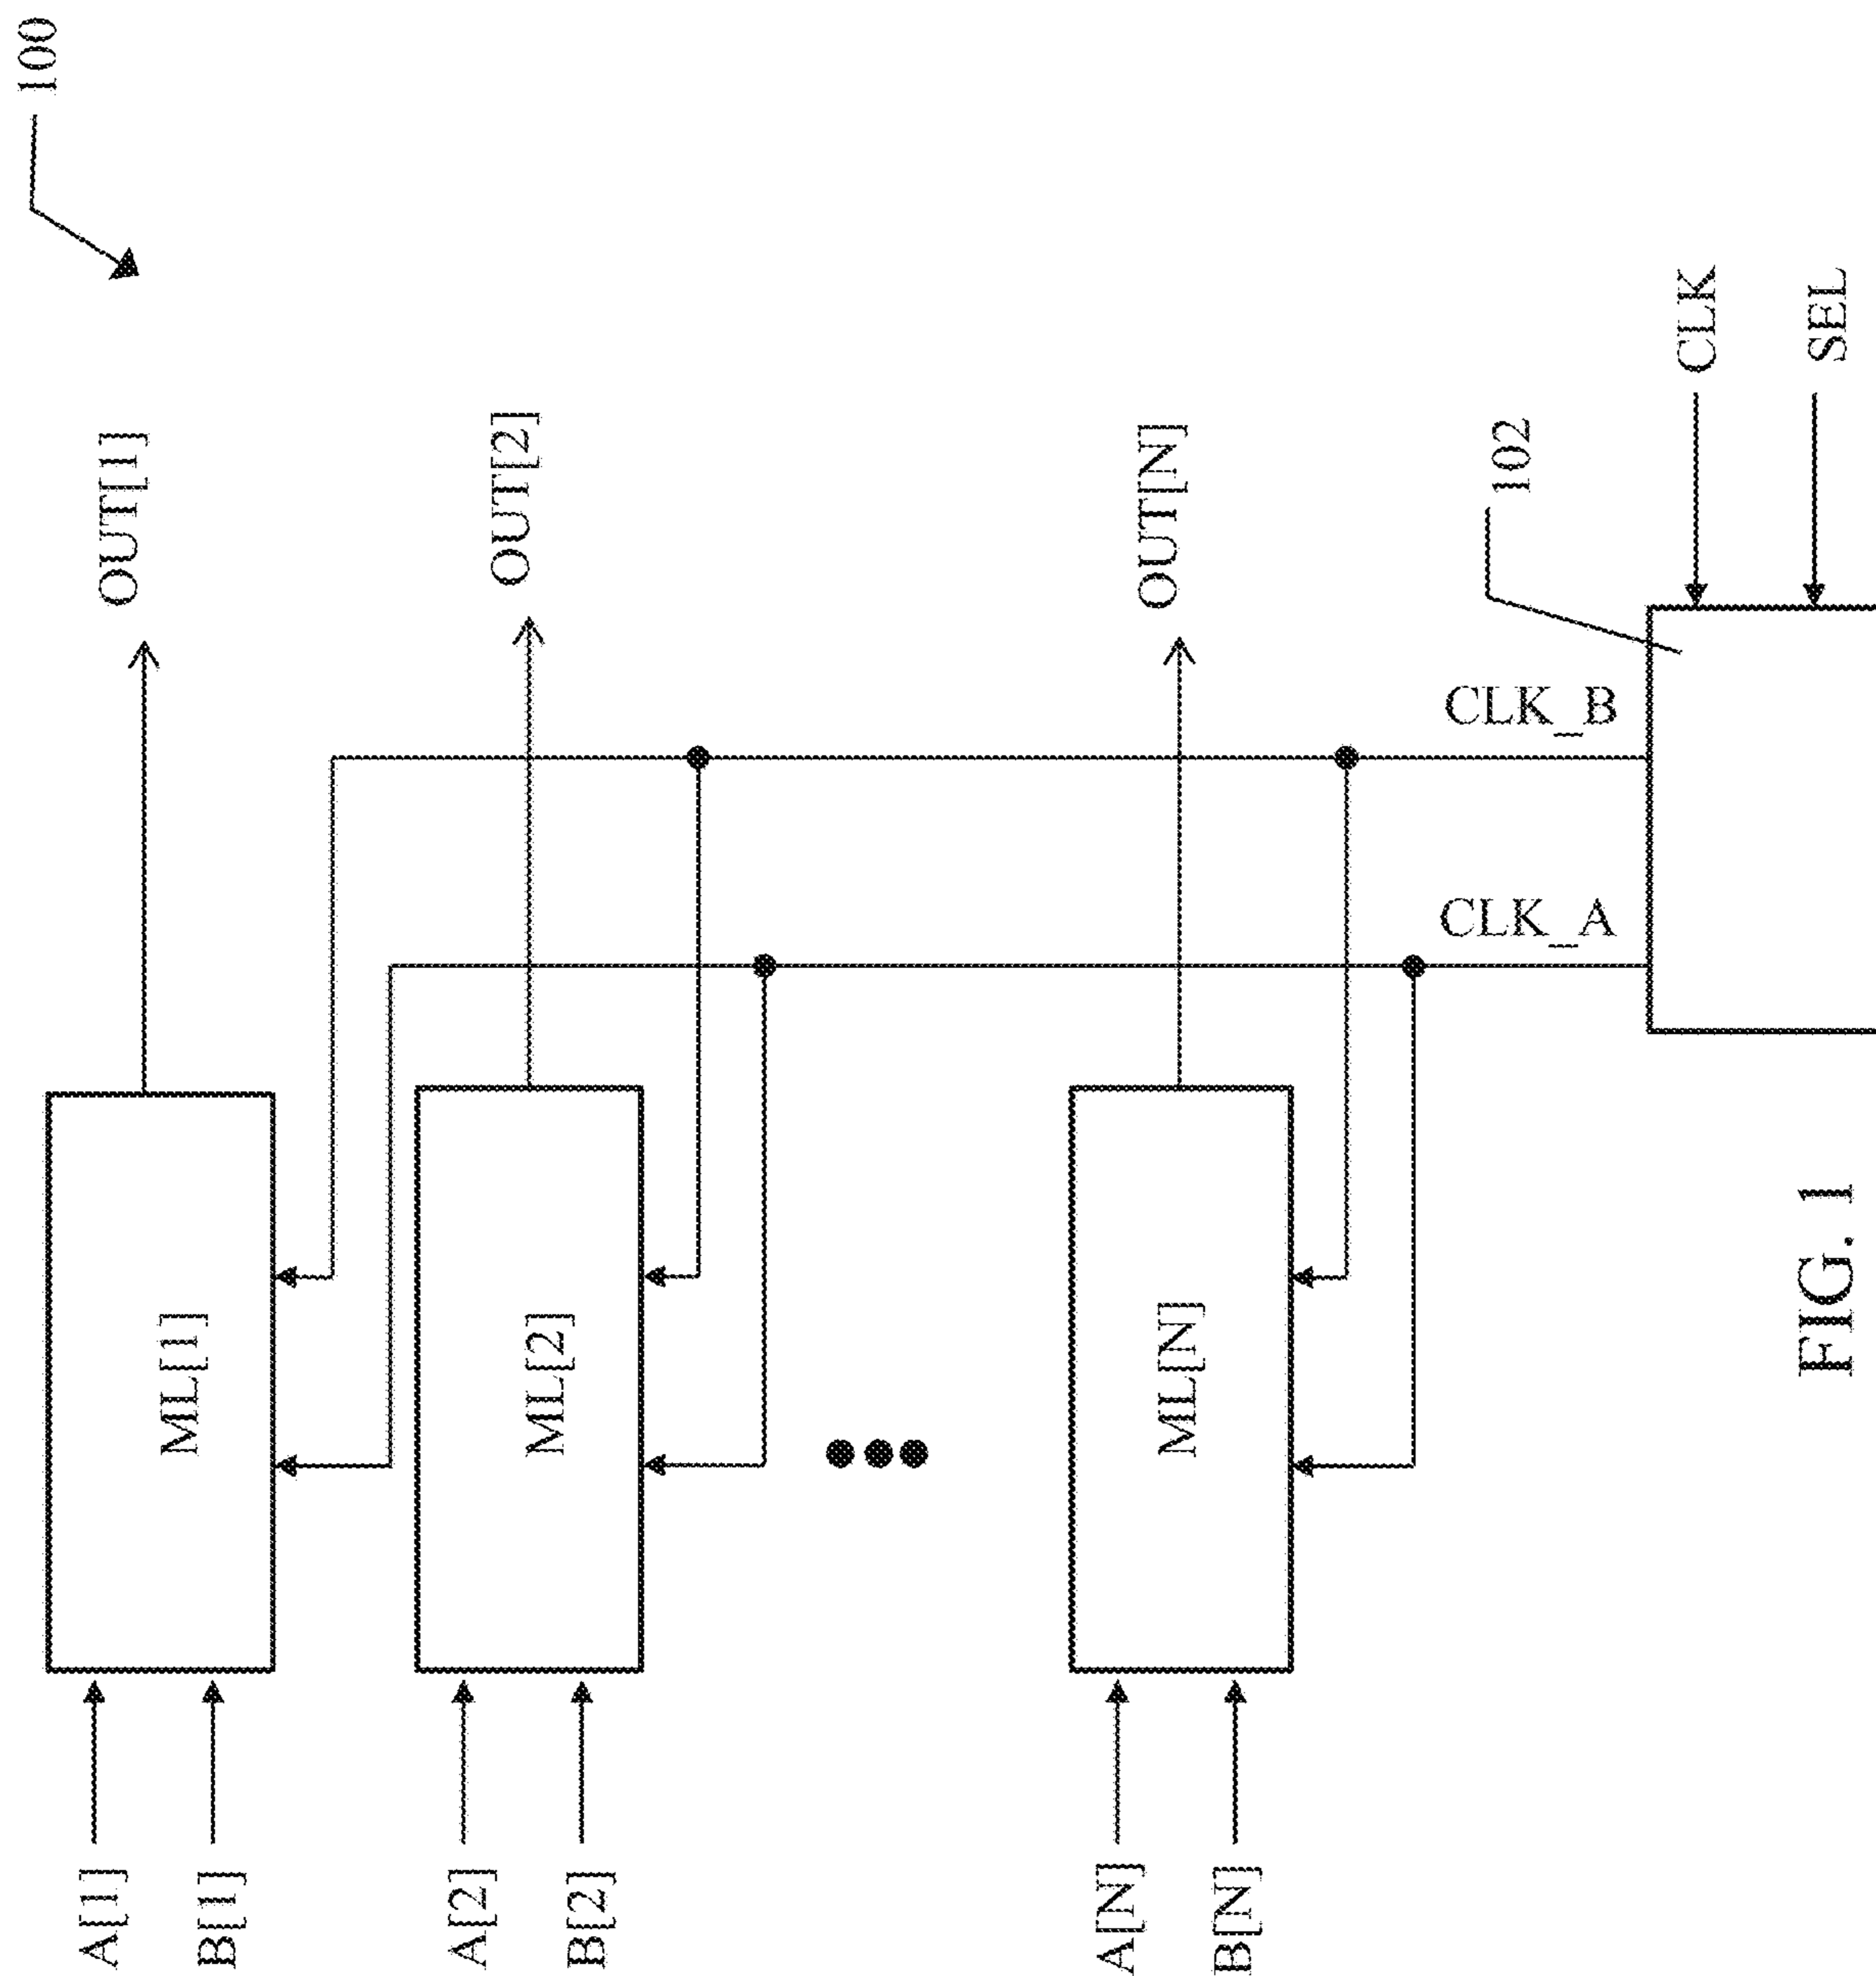 100
A[1]
B[1]
ML[1]
OUT[1]
A[2]
B[2]
ML[2]
OUT[2]
A[N]
B[N]
ML[N]
OUT[N]
CLK_A
CLK_B
102
CLK
SEL
FIG. 1